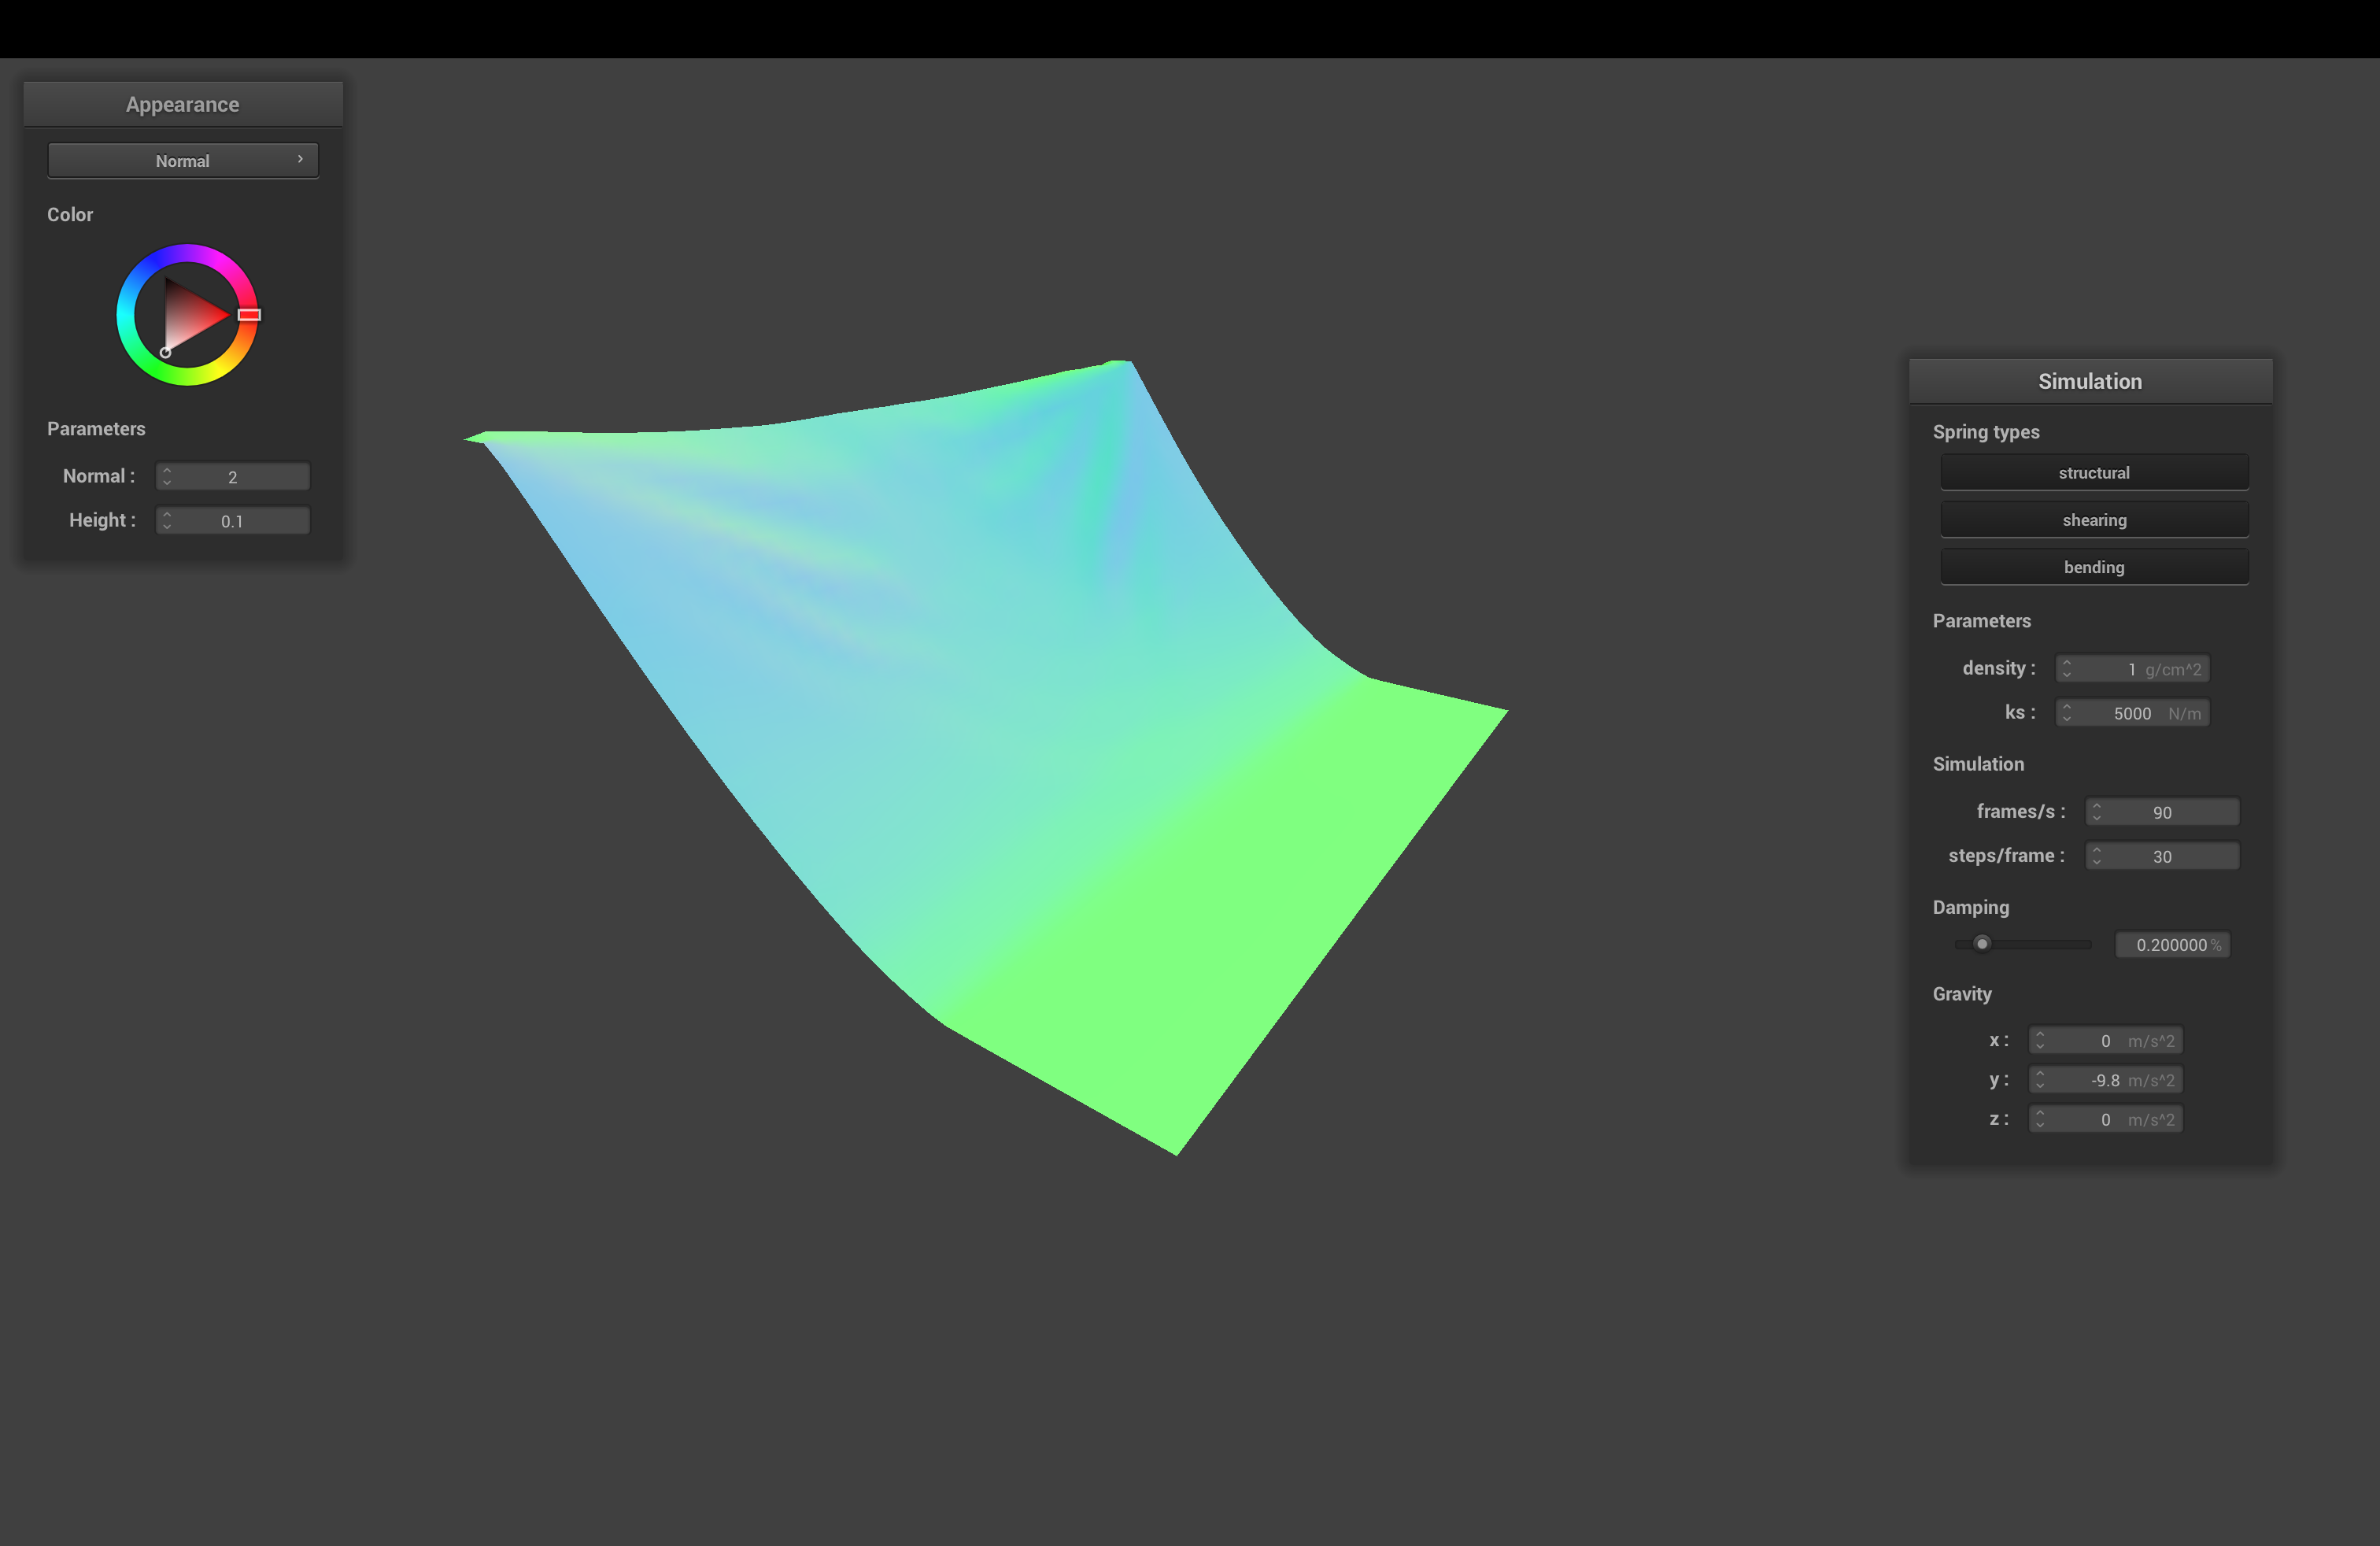 Appearance
Normal
Color
Parameters
Normal : 2
Height : 0.1
Simulation
Spring types
structural
shearing
bending
Parameters
density : 1 g/cm^2
ks : 5000 N/m
Simulation
frames/s : 90
steps/frame : 30
Damping
0.200000 %
Gravity
x : 0 m/s^2
y : -9.8 m/s^2
z : 0 m/s^2